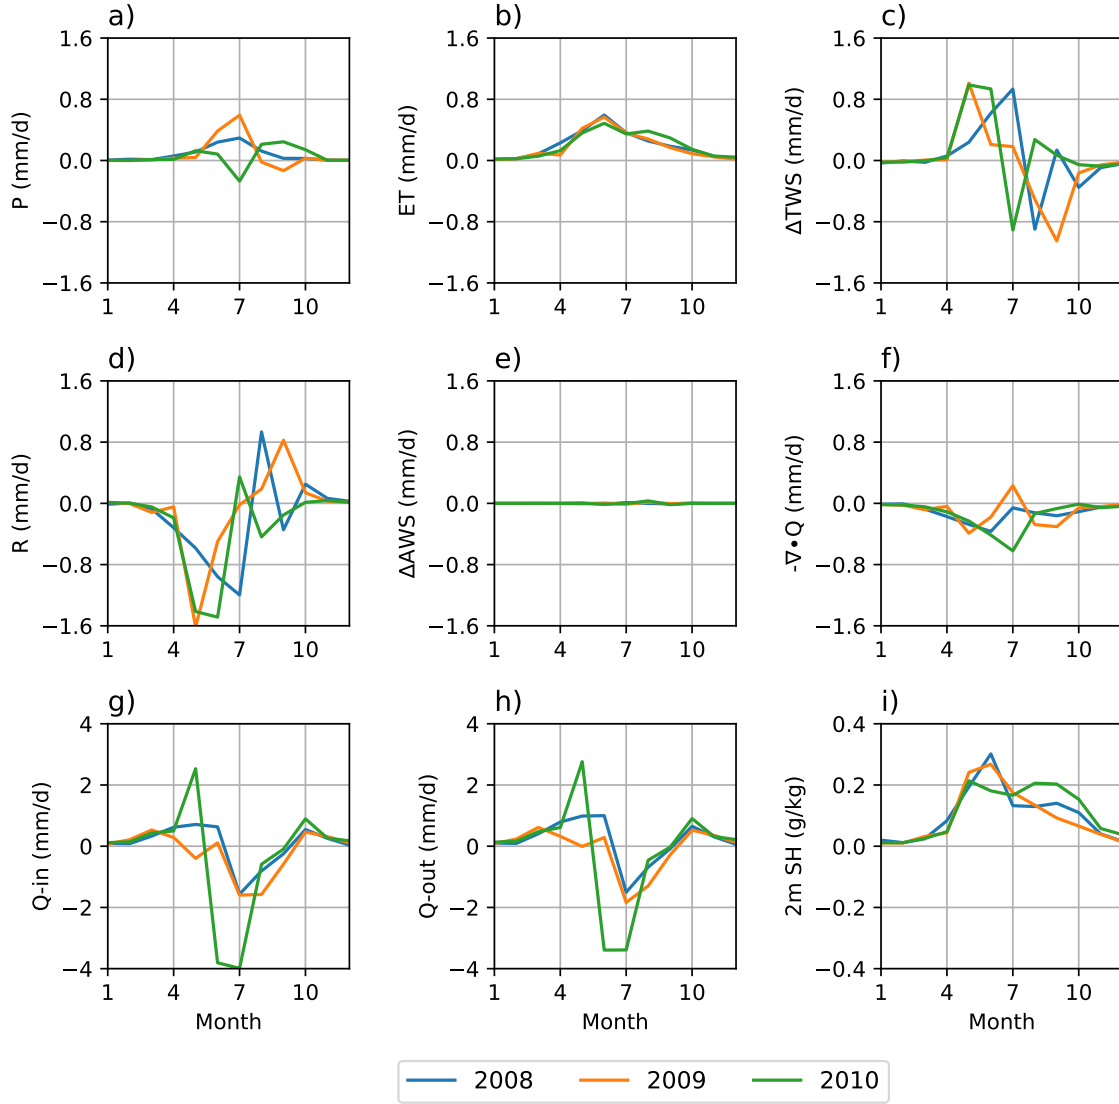 a)
P (mm/d)
1.6
0.8
0.0
−0.8
−1.6
1 4 7 10
b)
ET (mm/d)
1.6
0.8
0.0
−0.8
−1.6
1 4 7 10
c)
ΔTWS (mm/d)
1.6
0.8
0.0
−0.8
−1.6
1 4 7 10
d)
R (mm/d)
1.6
0.8
0.0
−0.8
−1.6
1 4 7 10
e)
ΔAWS (mm/d)
1.6
0.8
0.0
−0.8
−1.6
1 4 7 10
f)
-∇•Q (mm/d)
1.6
0.8
0.0
−0.8
−1.6
1 4 7 10
g)
Q-in (mm/d)
4
2
0
−2
−4
1 4 7 10
Month
h)
Q-out (mm/d)
4
2
0
−2
−4
1 4 7 10
Month
i)
2m SH (g/kg)
0.4
0.2
0.0
−0.2
−0.4
1 4 7 10
Month
2008 2009 2010